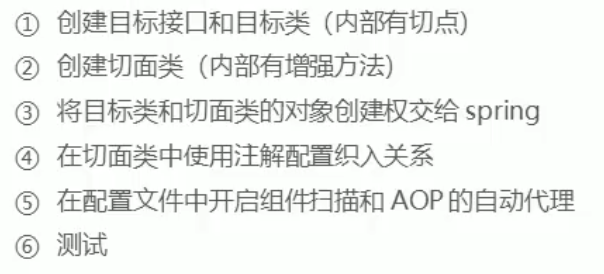 ① 创建目标接口和目标类（内部有切点）
② 创建切面类（内部有增强方法）
③ 将目标类和切面类的对象创建权交给 spring
④ 在切面类中使用注解配置织入关系
⑤ 在配置文件中开启组件扫描和 AOP 的自动代理
⑥ 测试